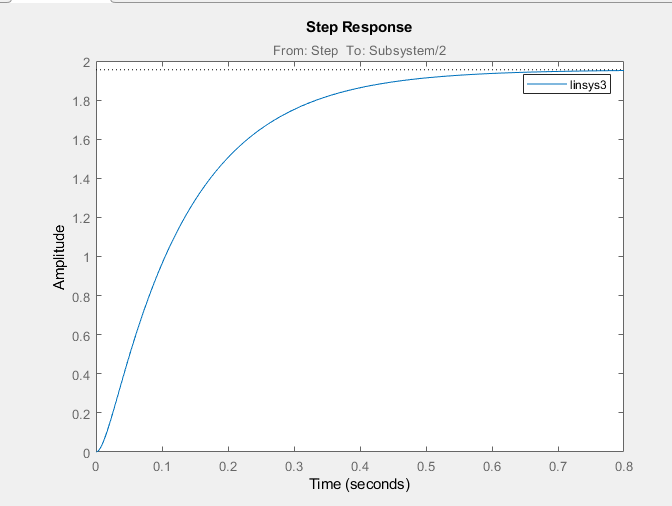 Step Response
From: Step To: Subsystem/2
linsys3
Amplitude
2
1.8
1.6
1.4
1.2
1
0.8
0.6
0.4
0.2
0
0 0.1 0.2 0.3 0.4 0.5 0.6 0.7 0.8
Time (seconds)